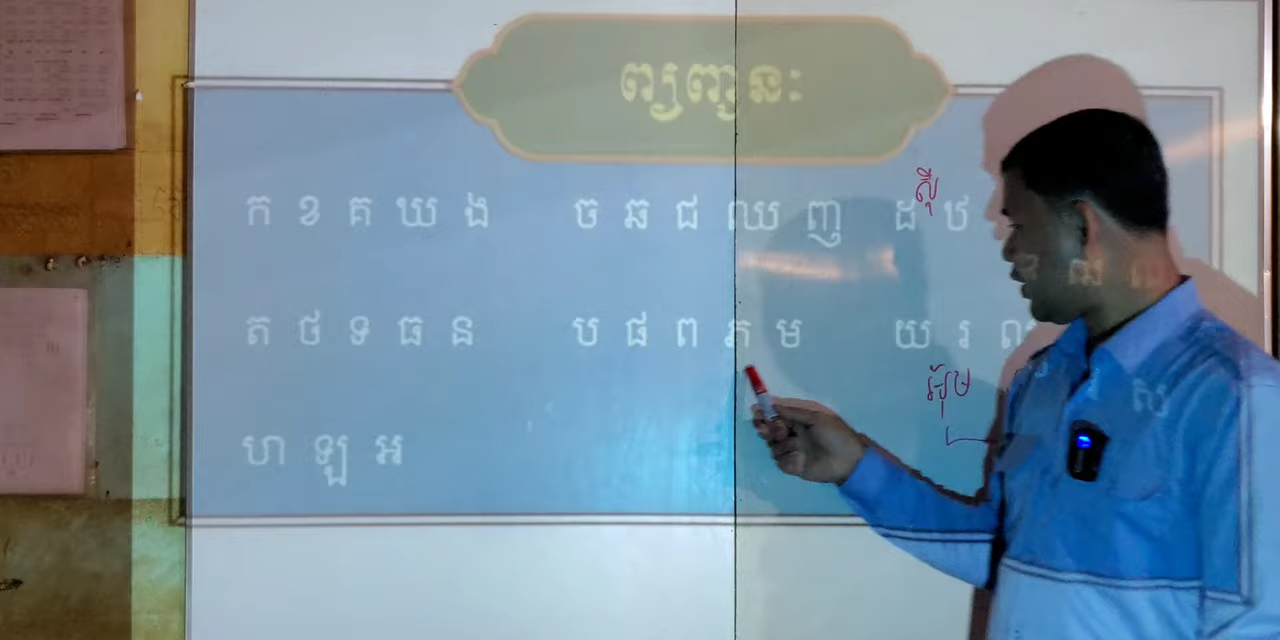 ព្យញ្ជនៈ
ក ខ គ ឃ ង ច ឆ ជ ឈ ញ ដ ឋ
ត ថ ទ ធ ន ប ផ ព ភ ម យ រ ល
ហ ឡ អ